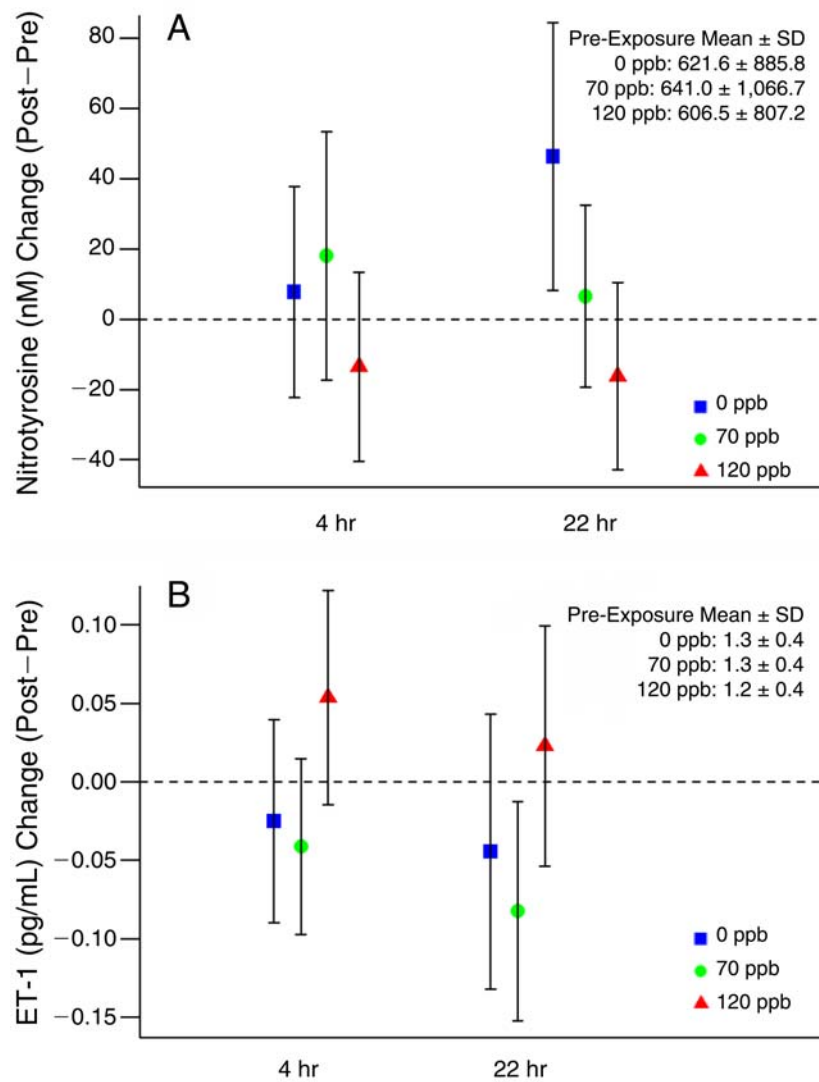 A
Nitrotyrosine (nM) Change (Post−Pre)
80
60
40
20
0
−20
−40
Pre-Exposure Mean ± SD
0 ppb: 621.6 ± 885.8
70 ppb: 641.0 ± 1,066.7
120 ppb: 606.5 ± 807.2
0 ppb
70 ppb
120 ppb
4 hr
22 hr
B
ET-1 (pg/mL) Change (Post−Pre)
0.10
0.05
0.00
−0.05
−0.10
−0.15
Pre-Exposure Mean ± SD
0 ppb: 1.3 ± 0.4
70 ppb: 1.3 ± 0.4
120 ppb: 1.2 ± 0.4
0 ppb
70 ppb
120 ppb
4 hr
22 hr